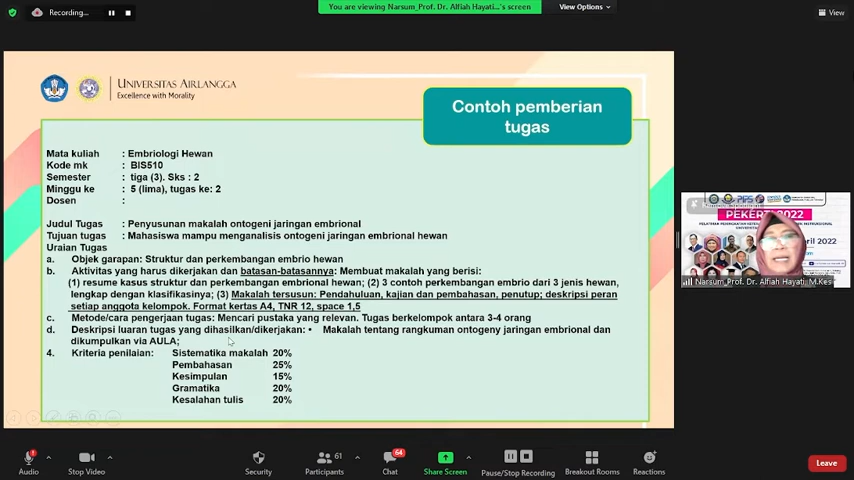 Recording...
You are viewing Narsum_Prof. Dr. Alfiah Hayati...'s screen
View Options
View
UNIVERSITAS AIRLANGGA
Excellence with Morality
Contoh pemberian
tugas
Mata kuliah : Embriologi Hewan
Kode mk : BIS510
Semester : tiga (3). Sks : 2
Minggu ke : 5 (lima), tugas ke: 2
Dosen :
Judul Tugas : Penyusunan makalah ontogeni jaringan embrional
Tujuan tugas : Mahasiswa mampu menganalisis ontogeni jaringan embrional hewan
Uraian Tugas
a. Objek garapan: Struktur dan perkembangan embrio hewan
b. Aktivitas yang harus dikerjakan dan batasan-batasannya: Membuat makalah yang berisi:
(1) resume kasus struktur dan perkembangan embrional hewan; (2) 3 contoh perkembangan embrio dari 3 jenis hewan,
lengkap dengan klasifikasinya; (3) Makalah tersusun: Pendahuluan, kajian dan pembahasan, penutup; deskripsi peran
setiap anggota kelompok. Format kertas A4, TNR 12, space 1,5
c. Metode/cara pengerjaan tugas: Mencari pustaka yang relevan. Tugas berkelompok antara 3-4 orang
d. Deskripsi luaran tugas yang dihasilkan/dikerjakan: • Makalah tentang rangkuman ontogeny jaringan embrional dan
dikumpulkan via AULA;
4. Kriteria penilaian: Sistematika makalah 20%
Pembahasan 25%
Kesimpulan 15%
Gramatika 20%
Kesalahan tulis 20%
PEKERTI 2022
April 2022
Narsum_Prof. Dr. Alfiah Hayati, M.Kes
Audio
Stop Video
Security
61
Participants
64
Chat
Share Screen
Pause/Stop Recording
Breakout Rooms
Reactions
Leave